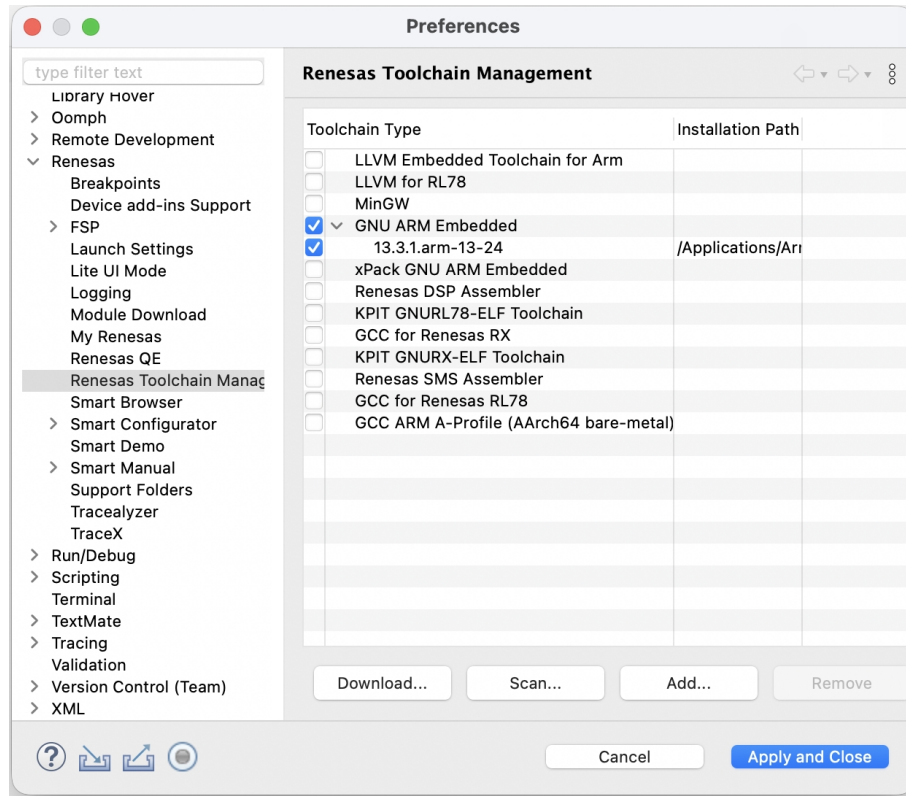 Preferences
type filter text
Library Hover
Oomph
Remote Development
Renesas
Breakpoints
Device add-ins Support
FSP
Launch Settings
Lite UI Mode
Logging
Module Download
My Renesas
Renesas QE
Renesas Toolchain Manag
Smart Browser
Smart Configurator
Smart Demo
Smart Manual
Support Folders
Tracealyzer
TraceX
Run/Debug
Scripting
Terminal
TextMate
Tracing
Validation
Version Control (Team)
XML
Renesas Toolchain Management
Toolchain Type Installation Path
LLVM Embedded Toolchain for Arm
LLVM for RL78
MinGW
GNU ARM Embedded
13.3.1.arm-13-24 /Applications/Arı
xPack GNU ARM Embedded
Renesas DSP Assembler
KPIT GNURL78-ELF Toolchain
GCC for Renesas RX
KPIT GNURX-ELF Toolchain
Renesas SMS Assembler
GCC for Renesas RL78
GCC ARM A-Profile (AArch64 bare-metal)
Download... Scan... Add... Remove
? Cancel Apply and Close